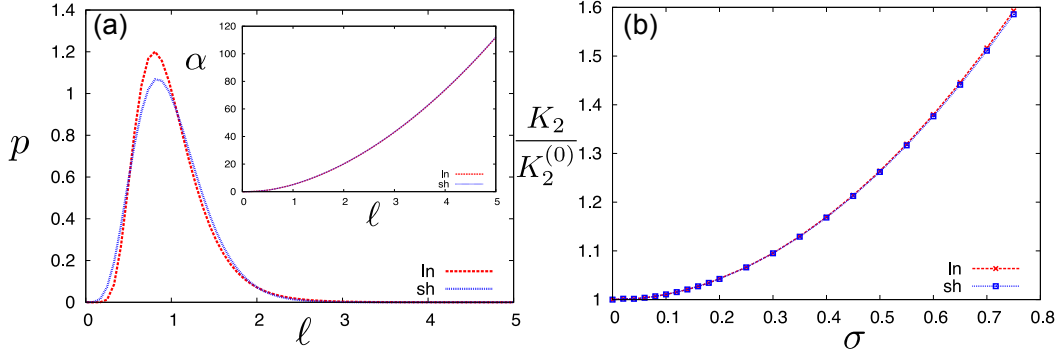 (a)
1.4
1.2
1
0.8
0.6
0.4
0.2
0
p
0 1 2 3 4 5
ℓ
ln
sh
α
120
100
80
60
40
20
0
0 1 2 3 4 5
ℓ
ln
sh
(b)
K₂
K₂⁽⁰⁾
1.6
1.5
1.4
1.3
1.2
1.1
1
0 0.1 0.2 0.3 0.4 0.5 0.6 0.7 0.8
σ
ln
sh